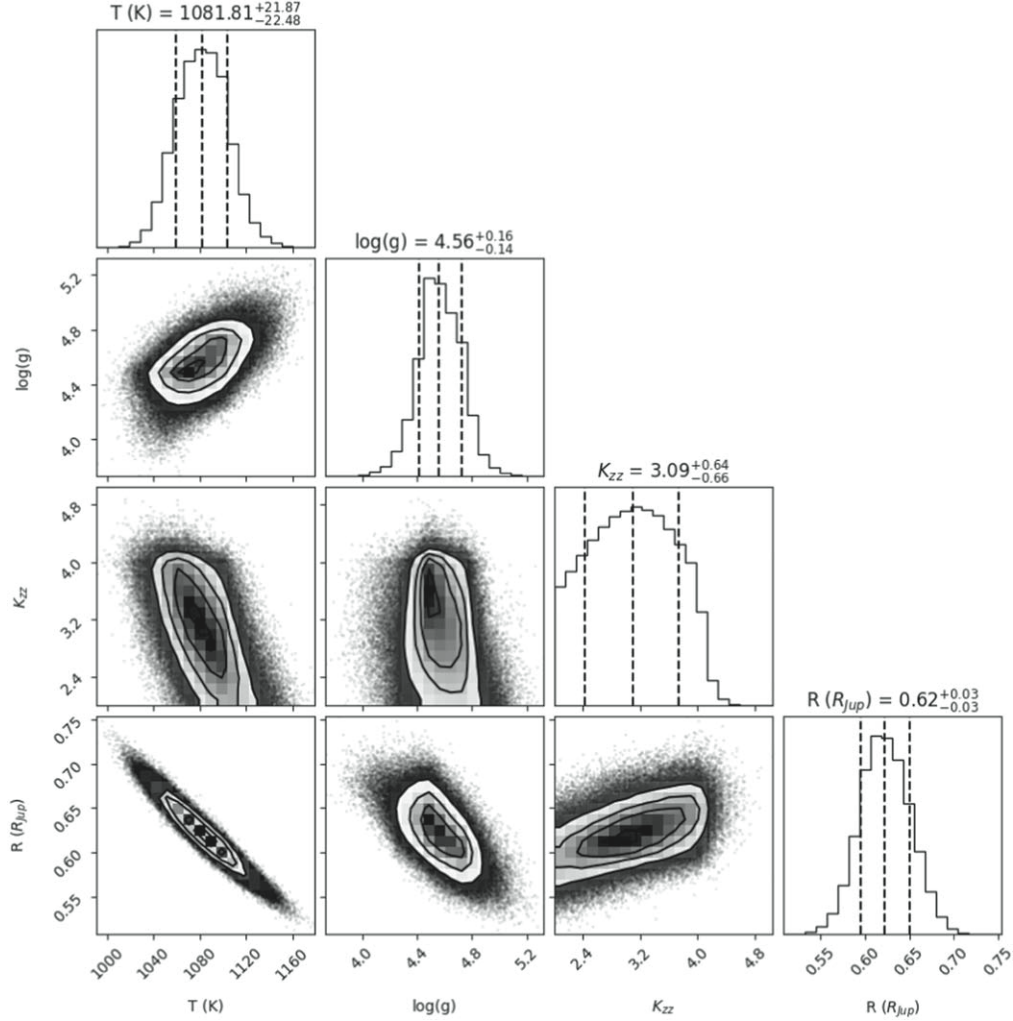 T (K) = 1081.81+21.87−22.48
log(g) = 4.56+0.16−0.14
5.2
4.8
4.4
4.0
log(g)
Kzz = 3.09+0.64−0.66
4.8
4.0
3.2
2.4
Kzz
R (RJup) = 0.62+0.03−0.03
0.75
0.70
0.65
0.60
0.55
R (RJup)
1000 1040 1080 1120 1160 4.0 4.4 4.8 5.2 2.4 3.2 4.0 4.8 0.55 0.60 0.65 0.70 0.75
T (K) log(g) Kzz R (RJup)